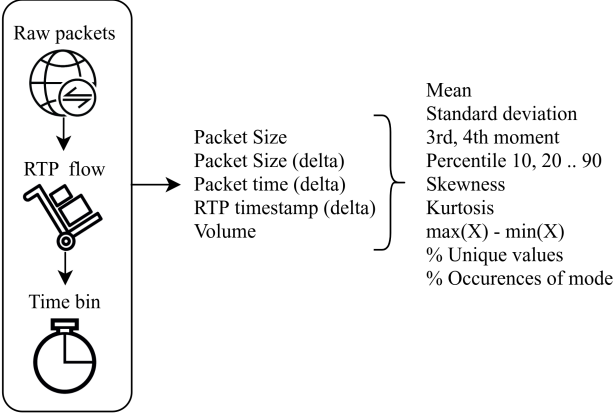 Raw packets
RTP flow
Time bin
Packet Size
Packet Size (delta)
Packet time (delta)
RTP timestamp (delta)
Volume
Mean
Standard deviation
3rd, 4th moment
Percentile 10, 20 .. 90
Skewness
Kurtosis
max(X) - min(X)
% Unique values
% Occurences of mode